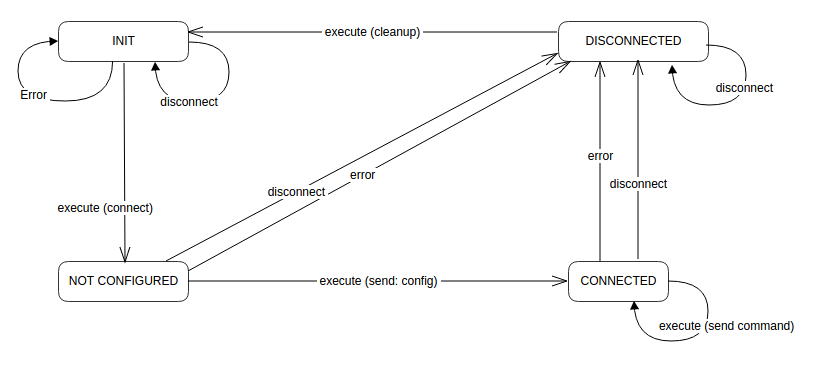 INIT
execute (cleanup)
DISCONNECTED
Error
disconnect
disconnect
error
error
disconnect
disconnect
execute (connect)
NOT CONFIGURED
execute (send: config)
CONNECTED
execute (send command)